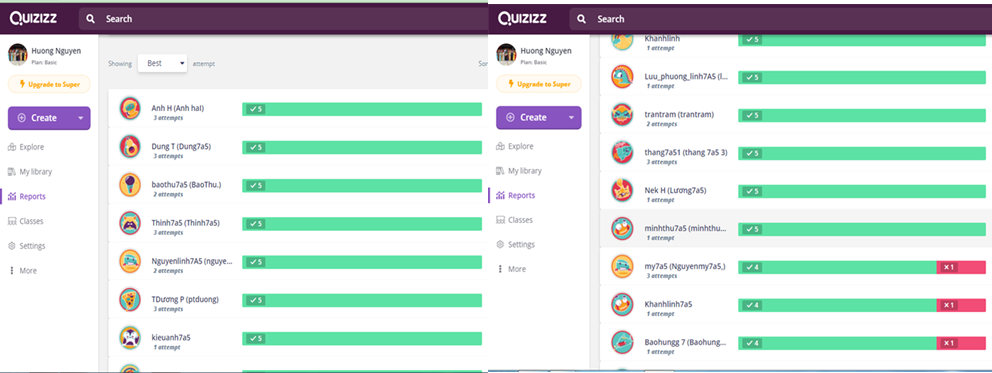 Quizizz
Search
Huong Nguyen
Plan: Basic
Upgrade to Super
Create
Explore
My library
Reports
Classes
Settings
More
Showing
Best
attempt
Sor
Anh H (Anh haI)
3 attempts
5
Dung T (Dung7a5)
3 attempts
5
baothu7a5 (BaoThu.)
2 attempts
5
Thinh7a5 (Thinh7a5)
3 attempts
5
Nguyenlinh7A5 (nguye...
2 attempts
5
TDương P (ptduong)
3 attempts
5
kieuanh7a5
1 attempt
5
Quizizz
Search
Huong Nguyen
Plan: Basic
Upgrade to Super
Create
Explore
My library
Reports
Classes
Settings
More
Khanhlinh
1 attempt
5
Luu_phuong_linh7A5 (l...
1 attempt
5
trantram (trantram)
2 attempts
5
thang7a51 (thang 7a5 3)
3 attempts
5
Nek H (Lương7a5)
1 attempt
5
minhthu7a5 (minhthu...
1 attempt
5
my7a5 (Nguyenmy7a5,)
3 attempts
4
1
Khanhlinh7a5
1 attempt
4
1
Baohungg 7 (Baohung...
1 attempt
4
1